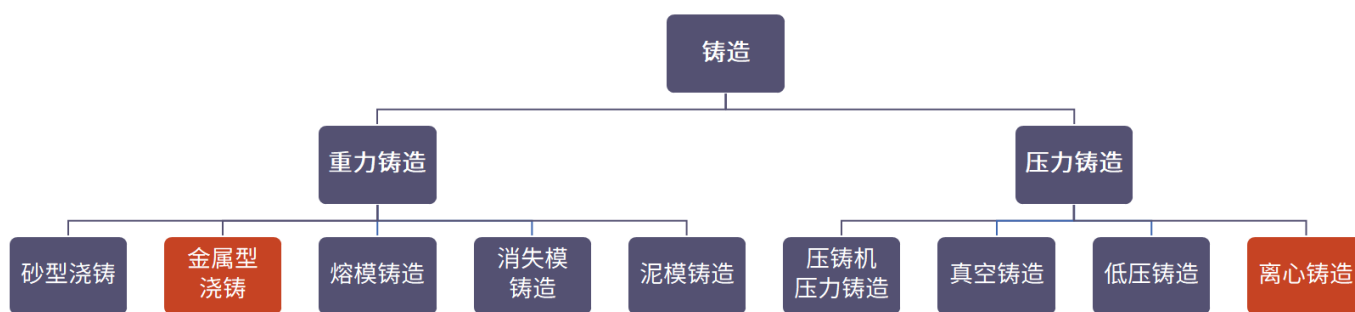 铸造
重力铸造
压力铸造
砂型浇铸
金属型
浇铸
熔模铸造
消失模
铸造
泥模铸造
压铸机
压力铸造
真空铸造
低压铸造
离心铸造